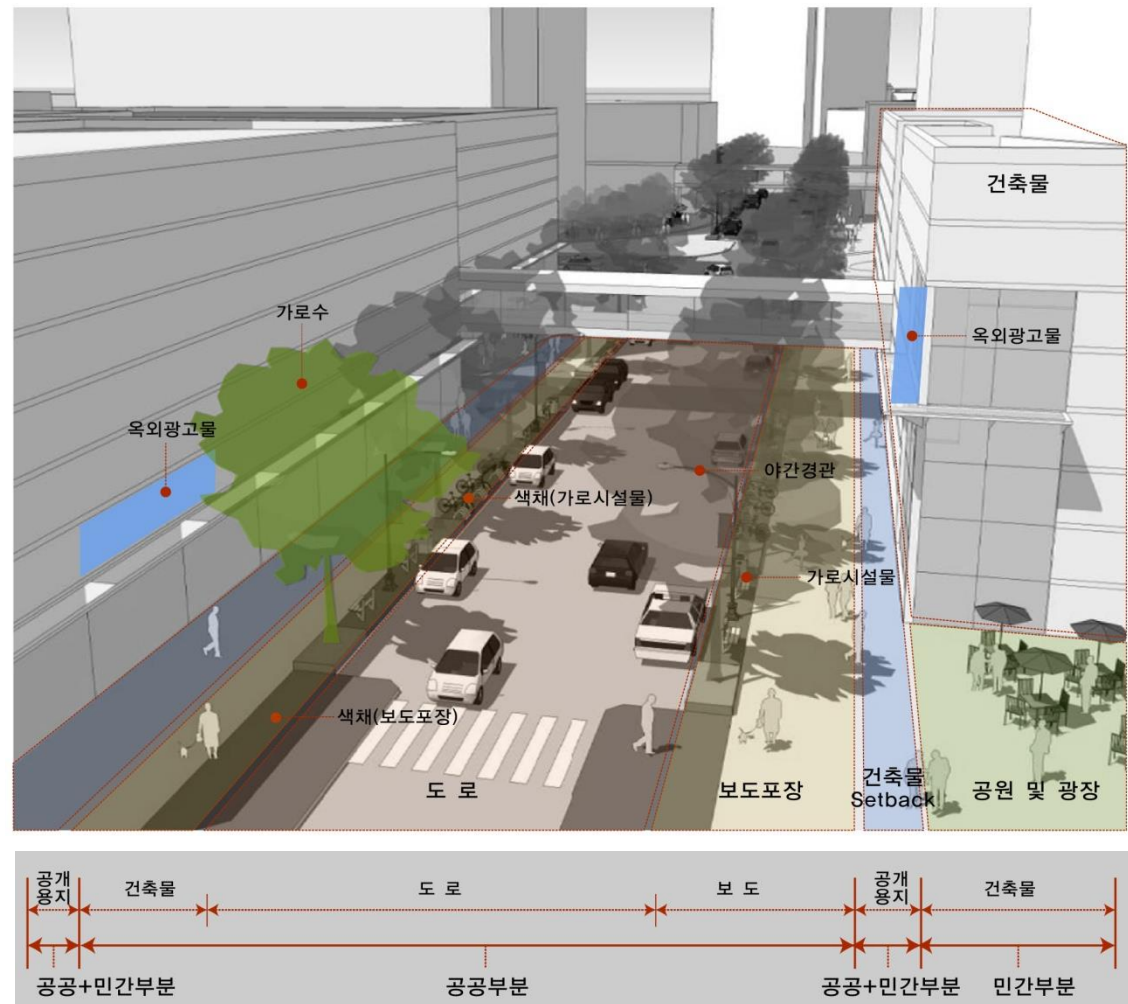 건축물
가로수
옥외광고물
옥외광고물
야간경관
색채(가로시설물)
가로시설물
색채(보도포장)
도 로
보도포장
건축물
Setback
공원 및 광장
공개
용지
건축물
도 로
보 도
공개
용지
건축물
공공+민간부분
공공부분
공공+민간부분
민간부분